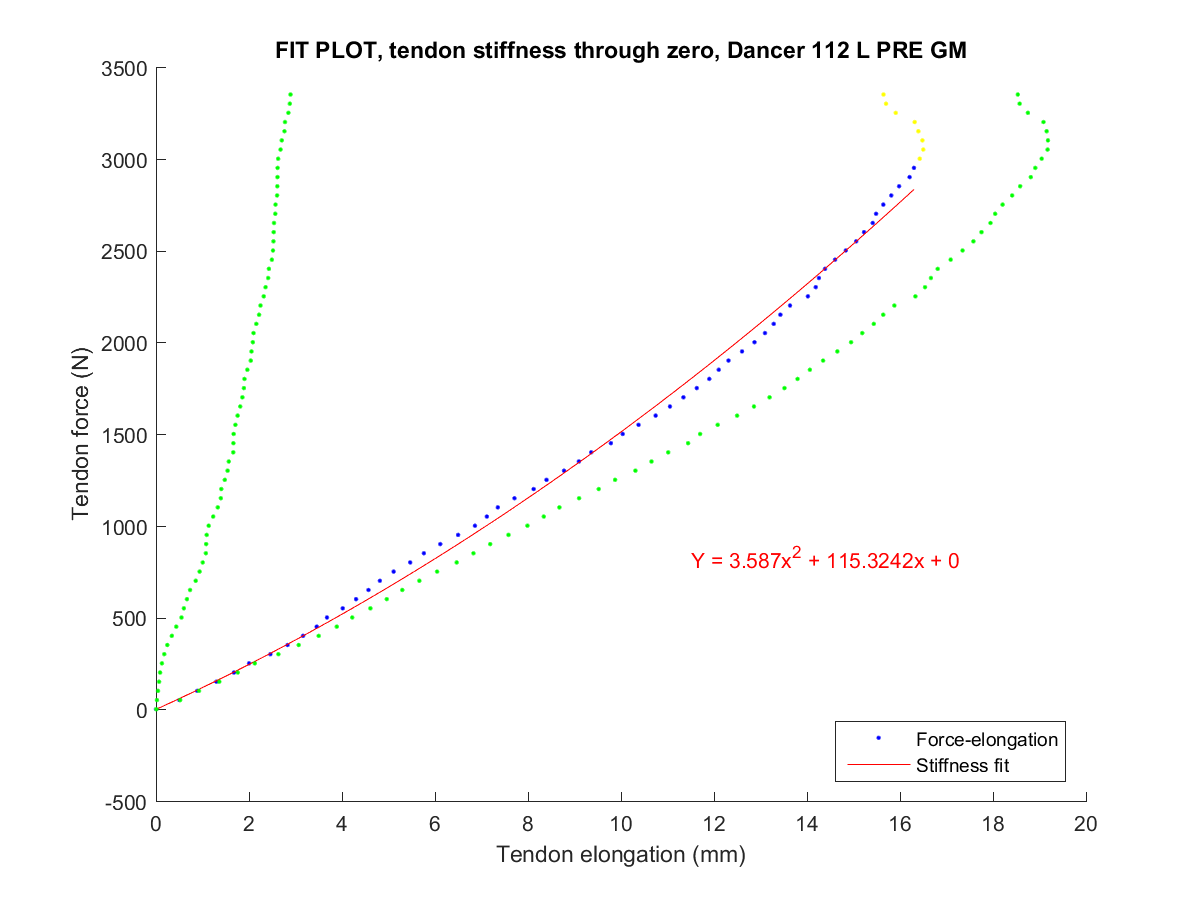 FIT PLOT, tendon stiffness through zero, Dancer 112 L PRE GM
3500
3000
2500
2000
1500
1000
500
0
-500
Tendon force (N)
Y = 3.587x² + 115.3242x + 0
Force-elongation
Stiffness fit
0 2 4 6 8 10 12 14 16 18 20
Tendon elongation (mm)